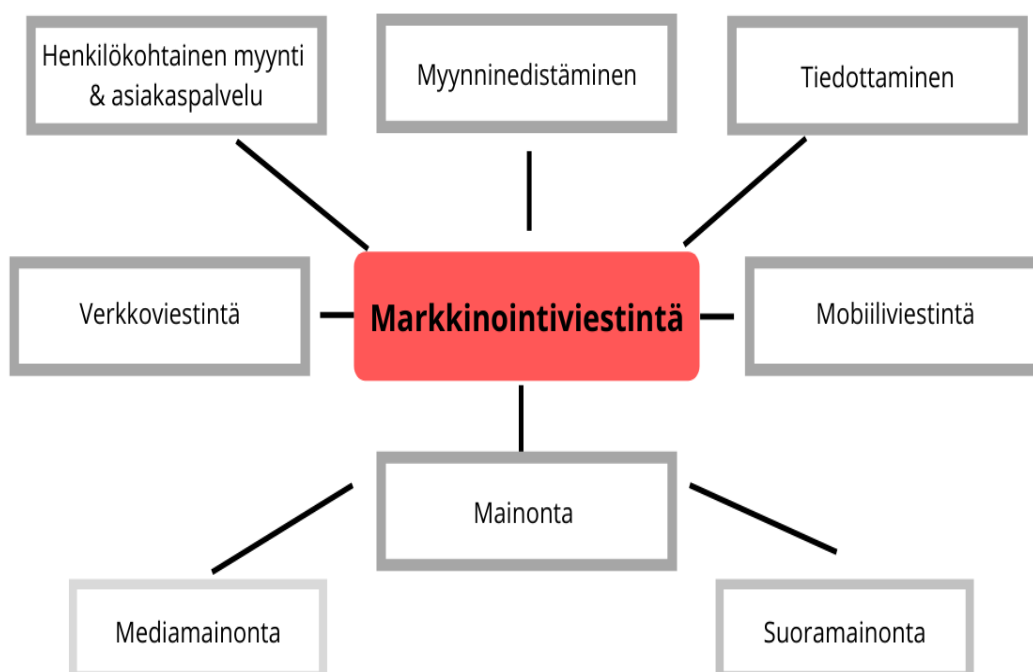 Henkilökohtainen myynti
& asiakaspalvelu
Myynninedistäminen
Tiedottaminen
Verkkoviestintä
Markkinointiviestintä
Mobiiliviestintä
Mainonta
Mediamainonta
Suoramainonta